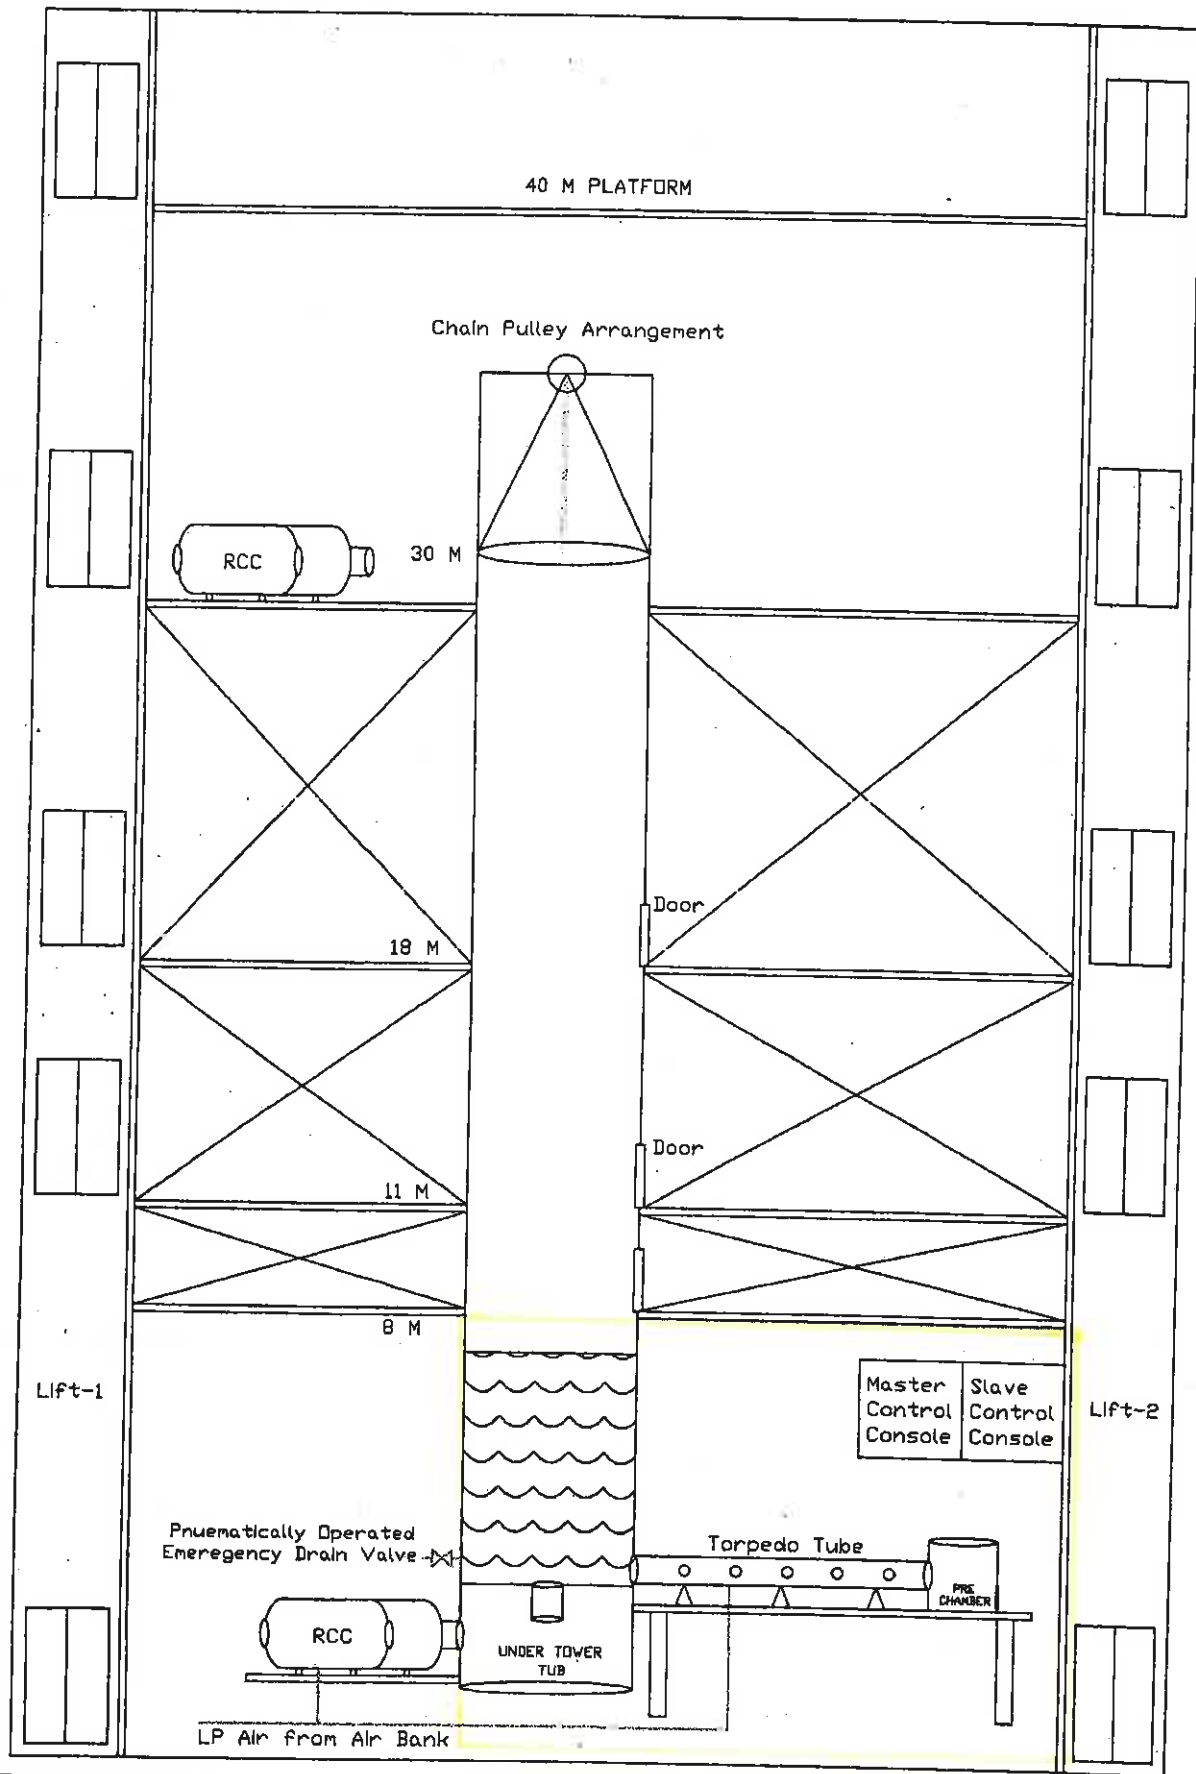 40 M PLATFORM
Chain Pulley Arrangement
RCC
30 M
Door
18 M
Door
11 M
8 M
Lift-1
Master
Control
Console
Slave
Control
Console
Lift-2
Pnuematically Operated
Emeregency Drain Valve
Torpedo Tube
PRE
CHAMBER
RCC
UNDER TOWER
TUB
LP Air from Air Bank